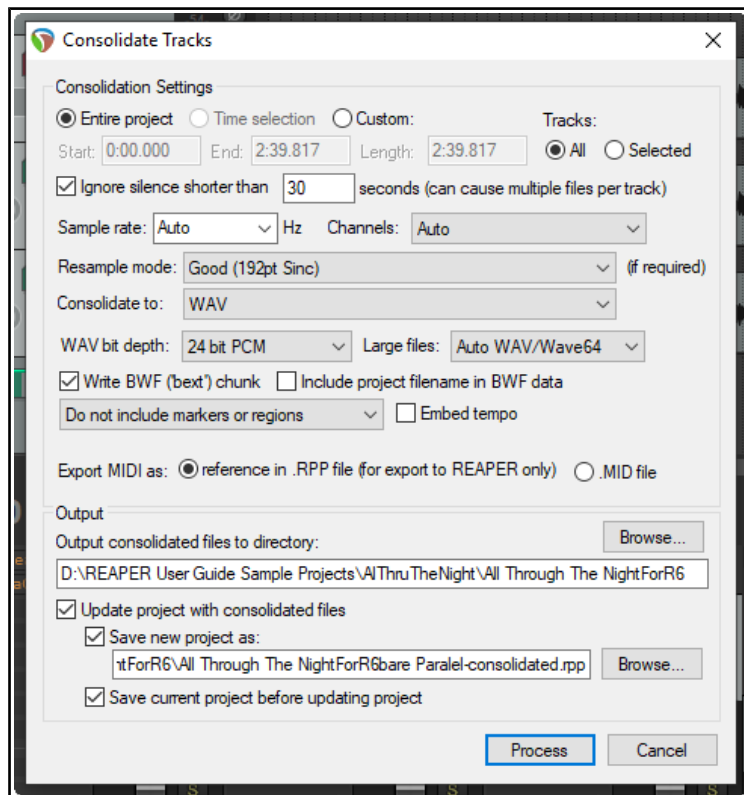 54
Consolidate Tracks
Consolidation Settings
Entire project Time selection Custom: Tracks:
Start: 0:00.000 End: 2:39.817 Length: 2:39.817 All Selected
Ignore silence shorter than 30 seconds (can cause multiple files per track)
Sample rate: Auto Hz Channels: Auto
Resample mode: Good (192pt Sinc) (if required)
Consolidate to: WAV
WAV bit depth: 24 bit PCM Large files: Auto WAV/Wave64
Write BWF ('bext') chunk Include project filename in BWF data
Do not include markers or regions Embed tempo
Export MIDI as: reference in .RPP file (for export to REAPER only) .MID file
Output
Output consolidated files to directory: Browse...
D:\REAPER User Guide Sample Projects\AlThruTheNight\All Through The NightForR6
Update project with consolidated files
Save new project as:
ntForR6\All Through The NightForR6bare Paralel-consolidated.rpp Browse...
Save current project before updating project
Process Cancel
S S S